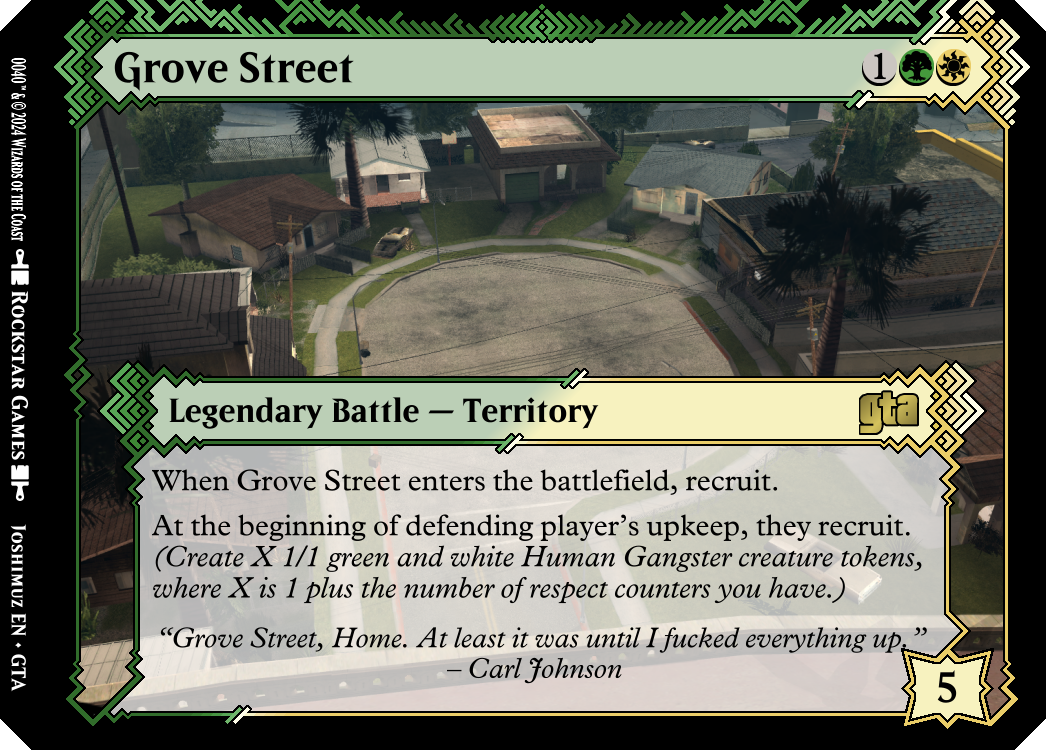 Grove Street
1
Legendary Battle — Territory
gta
When Grove Street enters the battlefield, recruit.
At the beginning of defending player's upkeep, they recruit.
(Create X 1/1 green and white Human Gangster creature tokens,
where X is 1 plus the number of respect counters you have.)
“Grove Street, Home. At least it was until I fucked everything up.”
– Carl Johnson
5
0040 ™ & © 2024 Wizards of the Coast Rockstar Games Joshimuz EN • GTA